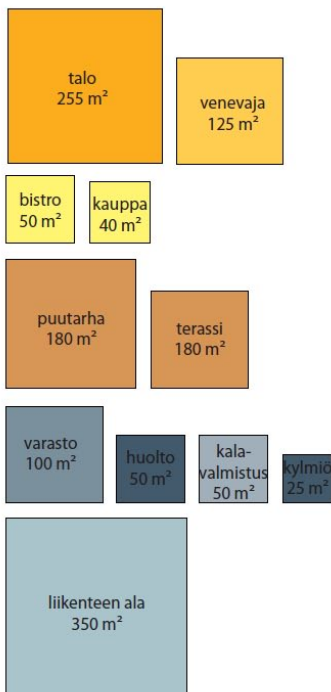 talo
255 m²
venevaja
125 m²
bistro
50 m²
kauppa
40 m²
puutarha
180 m²
terassi
180 m²
varasto
100 m²
huolto
50 m²
kala-
valmistus
50 m²
kylmiö
25 m²
liikenteen ala
350 m²